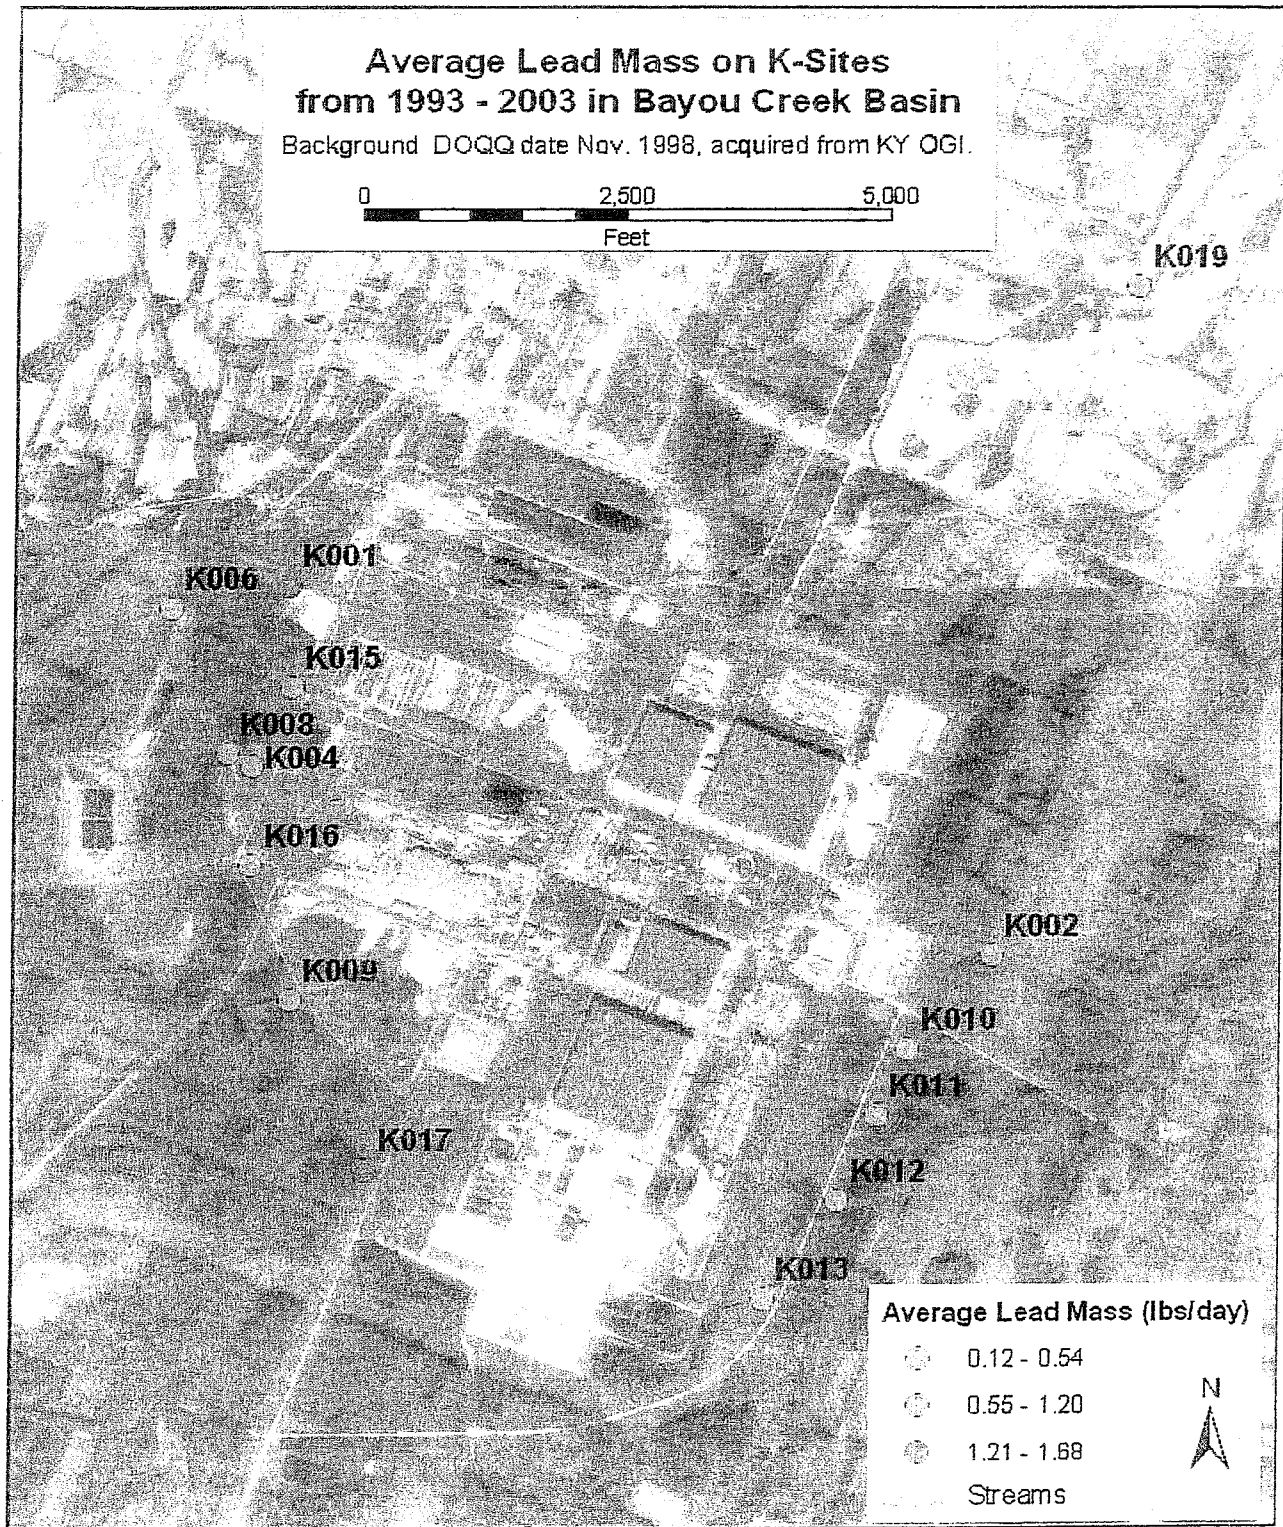 Average Lead Mass on K-Sites
from 1993 - 2003 in Bayou Creek Basin
Background DOQQ date Nov. 1998, acquired from KY OGI.
0 2,500 5,000
Feet
K019
K001
K006
K015
K008
K004
K016
K002
K009
K010
K011
K017
K012
K013
Average Lead Mass (lbs/day)
0.12 - 0.54
0.55 - 1.20
1.21 - 1.68
Streams
N